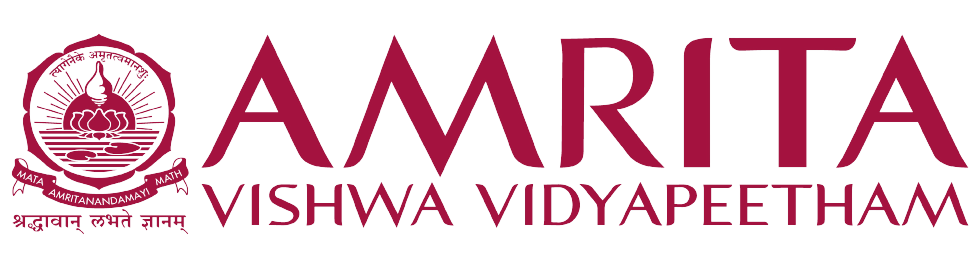 त्यागेनैके अमृतत्वमानशुः
MATA AMRITANANDAMAYI MATH
श्रद्धावान् लभते ज्ञानम्
AMRITA
VISHWA VIDYAPEETHAM